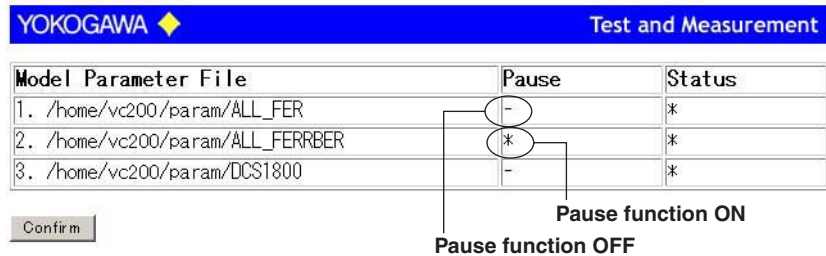 YOKOGAWA Test and Measurement
Model Parameter File Pause Status
1. /home/vc200/param/ALL_FER - *
2. /home/vc200/param/ALL_FERRBER * *
3. /home/vc200/param/DCS1800 - *
Pause function ON
Confirm
Pause function OFF